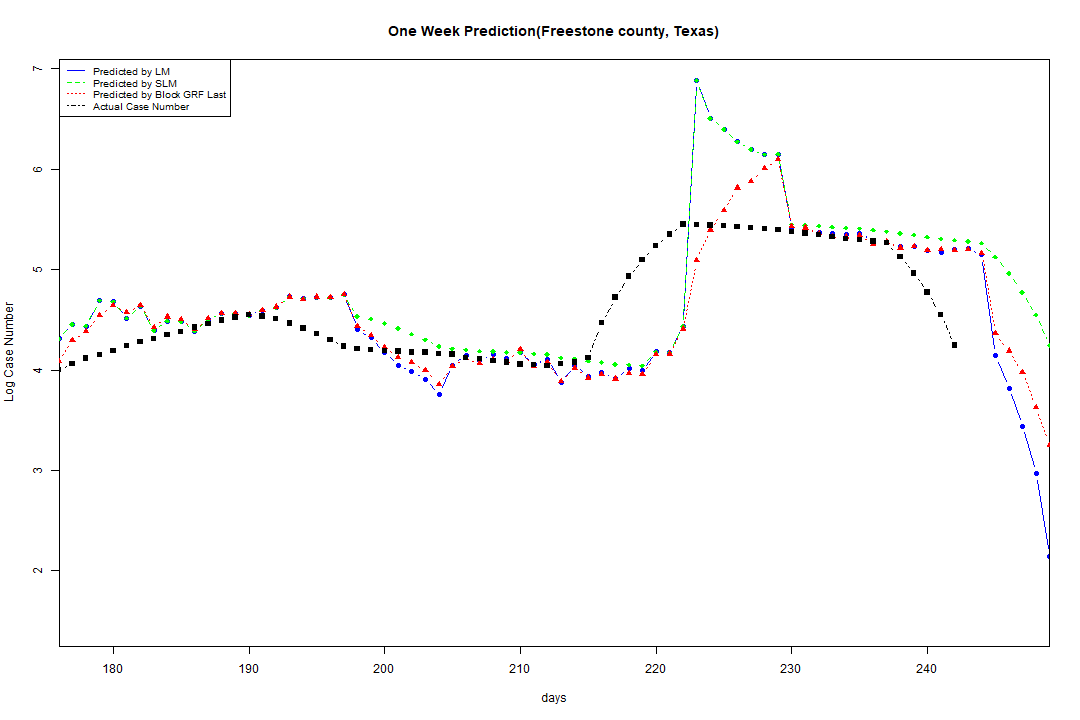 One Week Prediction(Freestone county, Texas)
Predicted by LM
Predicted by SLM
Predicted by Block GRF Last
Actual Case Number
7
6
5
4
3
2
Log Case Number
180 190 200 210 220 230 240
days